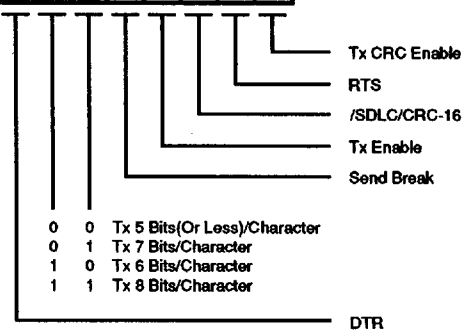 Tx CRC Enable
RTS
/SDLC/CRC-16
Tx Enable
Send Break
0 0 Tx 5 Bits(Or Less)/Character
0 1 Tx 7 Bits/Character
1 0 Tx 6 Bits/Character
1 1 Tx 8 Bits/Character
DTR